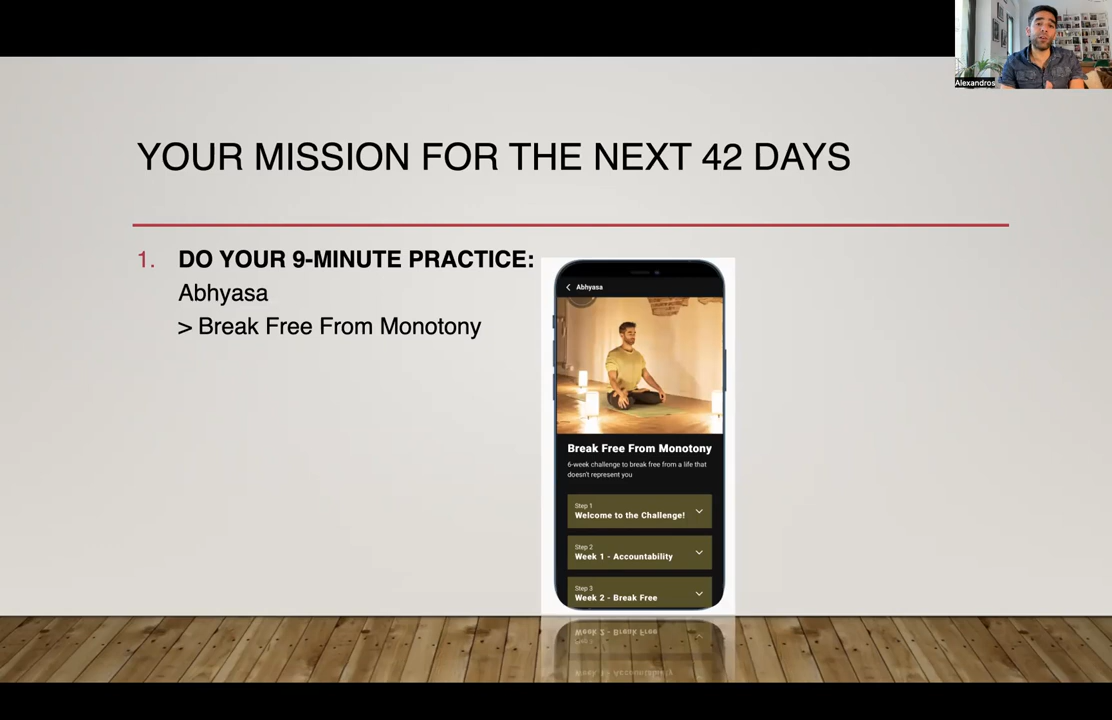 Alexandros
YOUR MISSION FOR THE NEXT 42 DAYS
1. DO YOUR 9-MINUTE PRACTICE:
Abhyasa
> Break Free From Monotony
Abhyasa
Break Free From Monotony
6-week challenge to break free from a life that
doesn't represent you
Step 1
Welcome to the Challenge!
Step 2
Week 1 - Accountability
Step 3
Week 2 - Break Free